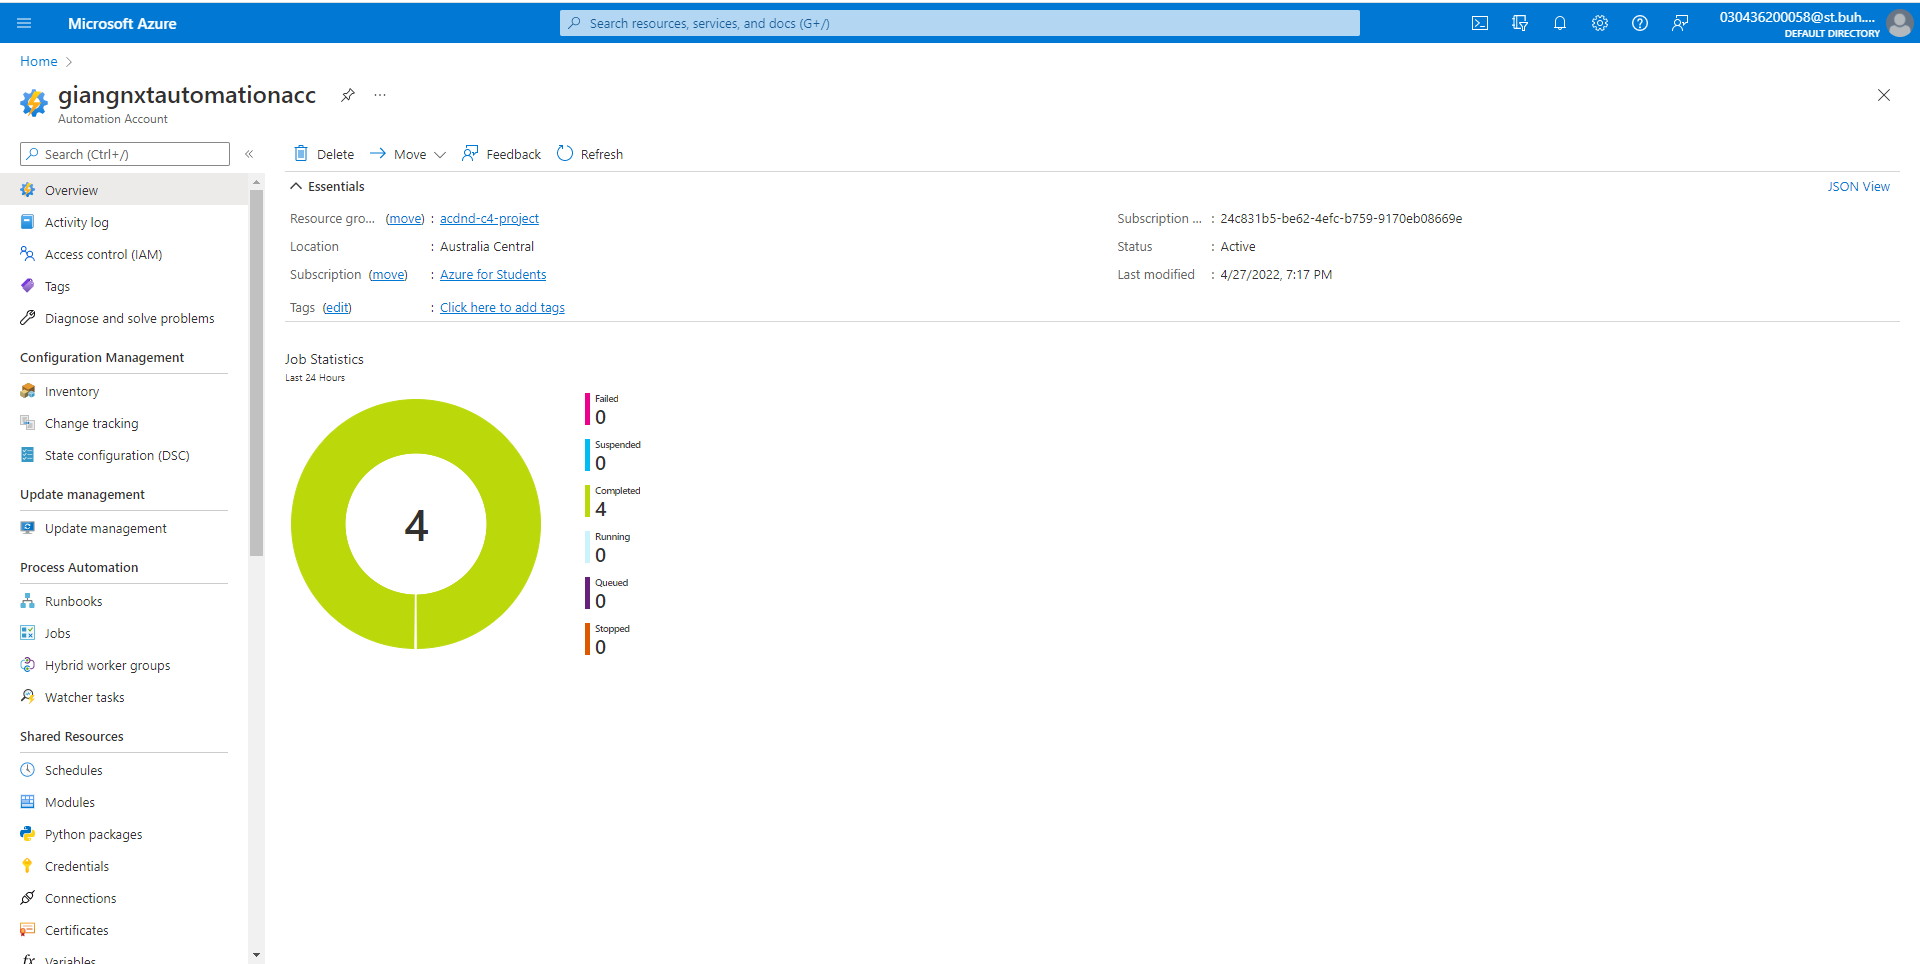 Microsoft Azure
Search resources, services, and docs (G+/)
030436200058@st.buh....
DEFAULT DIRECTORY
Home
giangnxtautomationacc
Automation Account
Search (Ctrl+/)
Delete
Move
Feedback
Refresh
Overview
Activity log
Access control (IAM)
Tags
Diagnose and solve problems
Configuration Management
Inventory
Change tracking
State configuration (DSC)
Update management
Update management
Process Automation
Runbooks
Jobs
Hybrid worker groups
Watcher tasks
Shared Resources
Schedules
Modules
Python packages
Credentials
Connections
Certificates
Variables
Essentials
JSON View
Resource gro... (move) : acdnd-c4-project
Location : Australia Central
Subscription (move) : Azure for Students
Tags (edit) : Click here to add tags
Subscription ... : 24c831b5-be62-4efc-b759-9170eb08669e
Status : Active
Last modified : 4/27/2022, 7:17 PM
Job Statistics
Last 24 Hours
4
Failed
0
Suspended
0
Completed
4
Running
0
Queued
0
Stopped
0